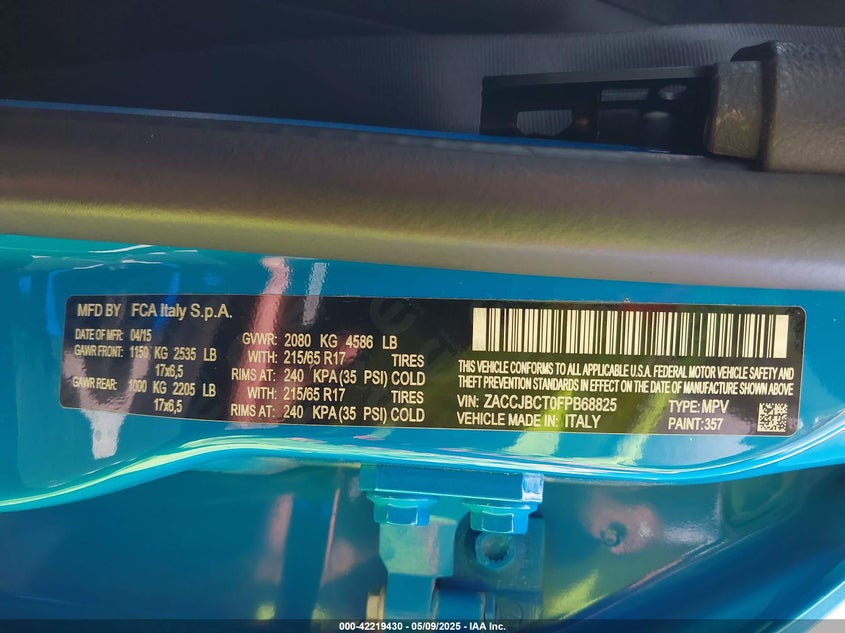 MFD BY FCA Italy S.p.A.
DATE OF MFR: 04/15 GVWR: 2080 KG 4586 LB
GAWR FRONT: 1150 KG 2535 LB WITH: 215/65 R17 TIRES
17x6,5 RIMS AT: 240 KPA (35 PSI) COLD
GAWR REAR: 1000 KG 2205 LB WITH: 215/65 R17 TIRES
17x6,5 RIMS AT: 240 KPA (35 PSI) COLD
THIS VEHICLE CONFORMS TO ALL APPLICABLE U.S.A. FEDERAL MOTOR VEHICLE SAFETY AND
THEFT PREVENTION STANDARDS IN EFFECT ON THE DATE OF MANUFACTURE SHOWN ABOVE.
VIN: ZACCJBCT0FPB68825 TYPE: MPV
VEHICLE MADE IN: ITALY PAINT: 357
000-42219430 - 05/09/2025 - IAA Inc.